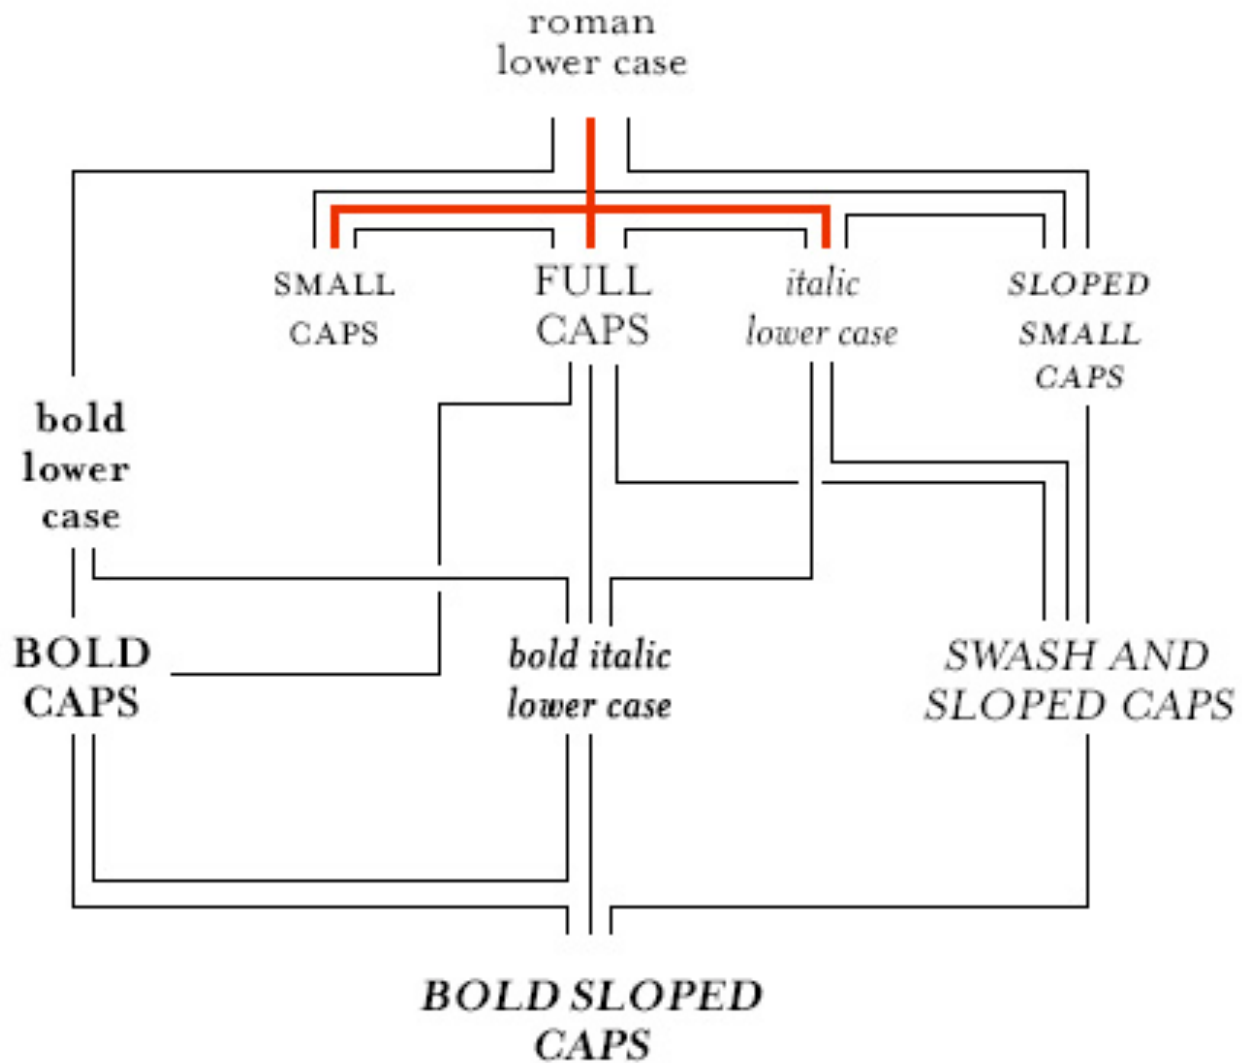 roman
lower case
SMALL
CAPS
FULL
CAPS
italic
lower case
SLOPED
SMALL
CAPS
bold
lower
case
BOLD
CAPS
bold italic
lower case
SWASH AND
SLOPED CAPS
BOLD SLOPED
CAPS